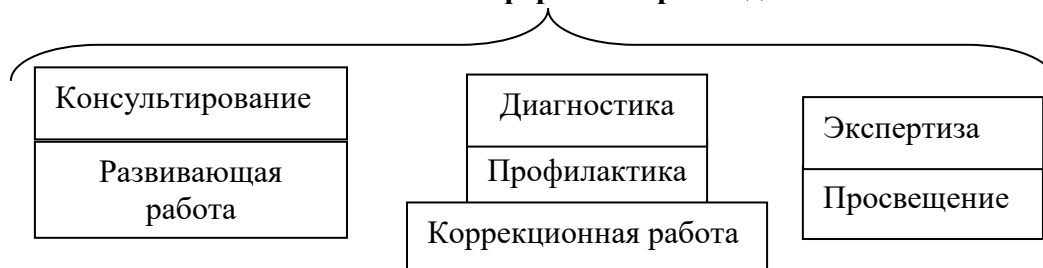 Консультирование
Развивающая
работа
Диагностика
Профилактика
Коррекционная работа
Экспертиза
Просвещение